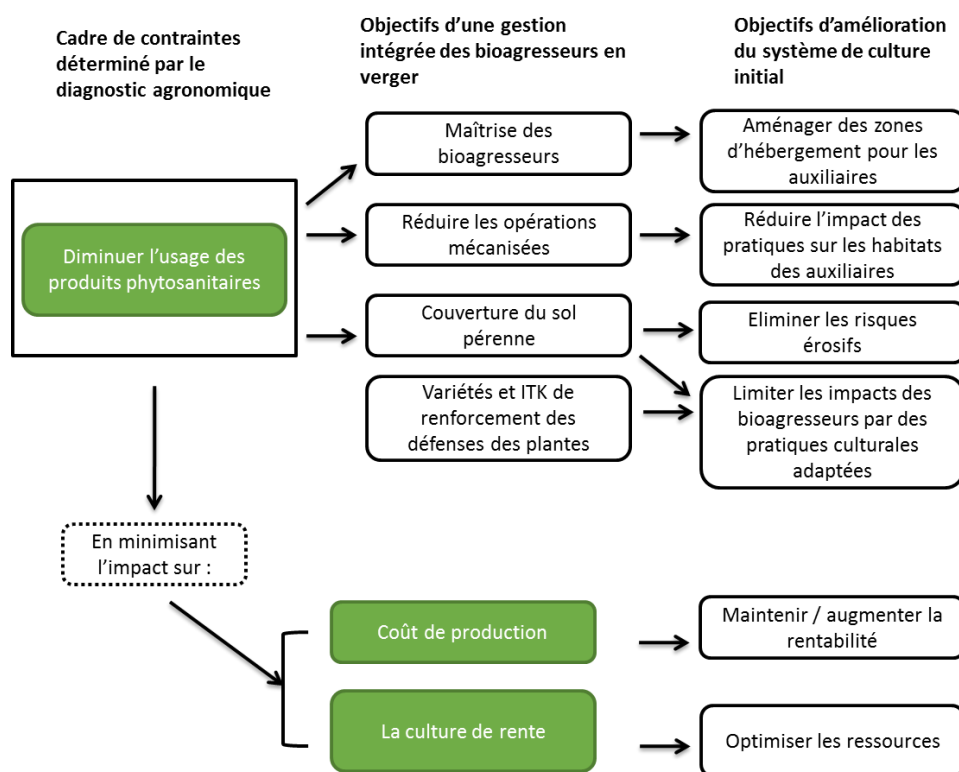 Cadre de contraintes
déterminé par le
diagnostic agronomique
Objectifs d’une gestion
intégrée des bioagresseurs en
verger
Objectifs d’amélioration
du système de culture
initial
Diminuer l’usage des
produits phytosanitaires
Maîtrise des
bioagresseurs
Aménager des zones
d’hébergement pour les
auxiliaires
Réduire les opérations
mécanisées
Réduire l’impact des
pratiques sur les habitats
des auxiliaires
Couverture du sol
pérenne
Eliminer les risques
érosifs
Variétés et ITK de
renforcement des
défenses des plantes
Limiter les impacts des
bioagresseurs par des
pratiques culturales
adaptées
En minimisant
l’impact sur :
Coût de production
Maintenir / augmenter la
rentabilité
La culture de rente
Optimiser les ressources